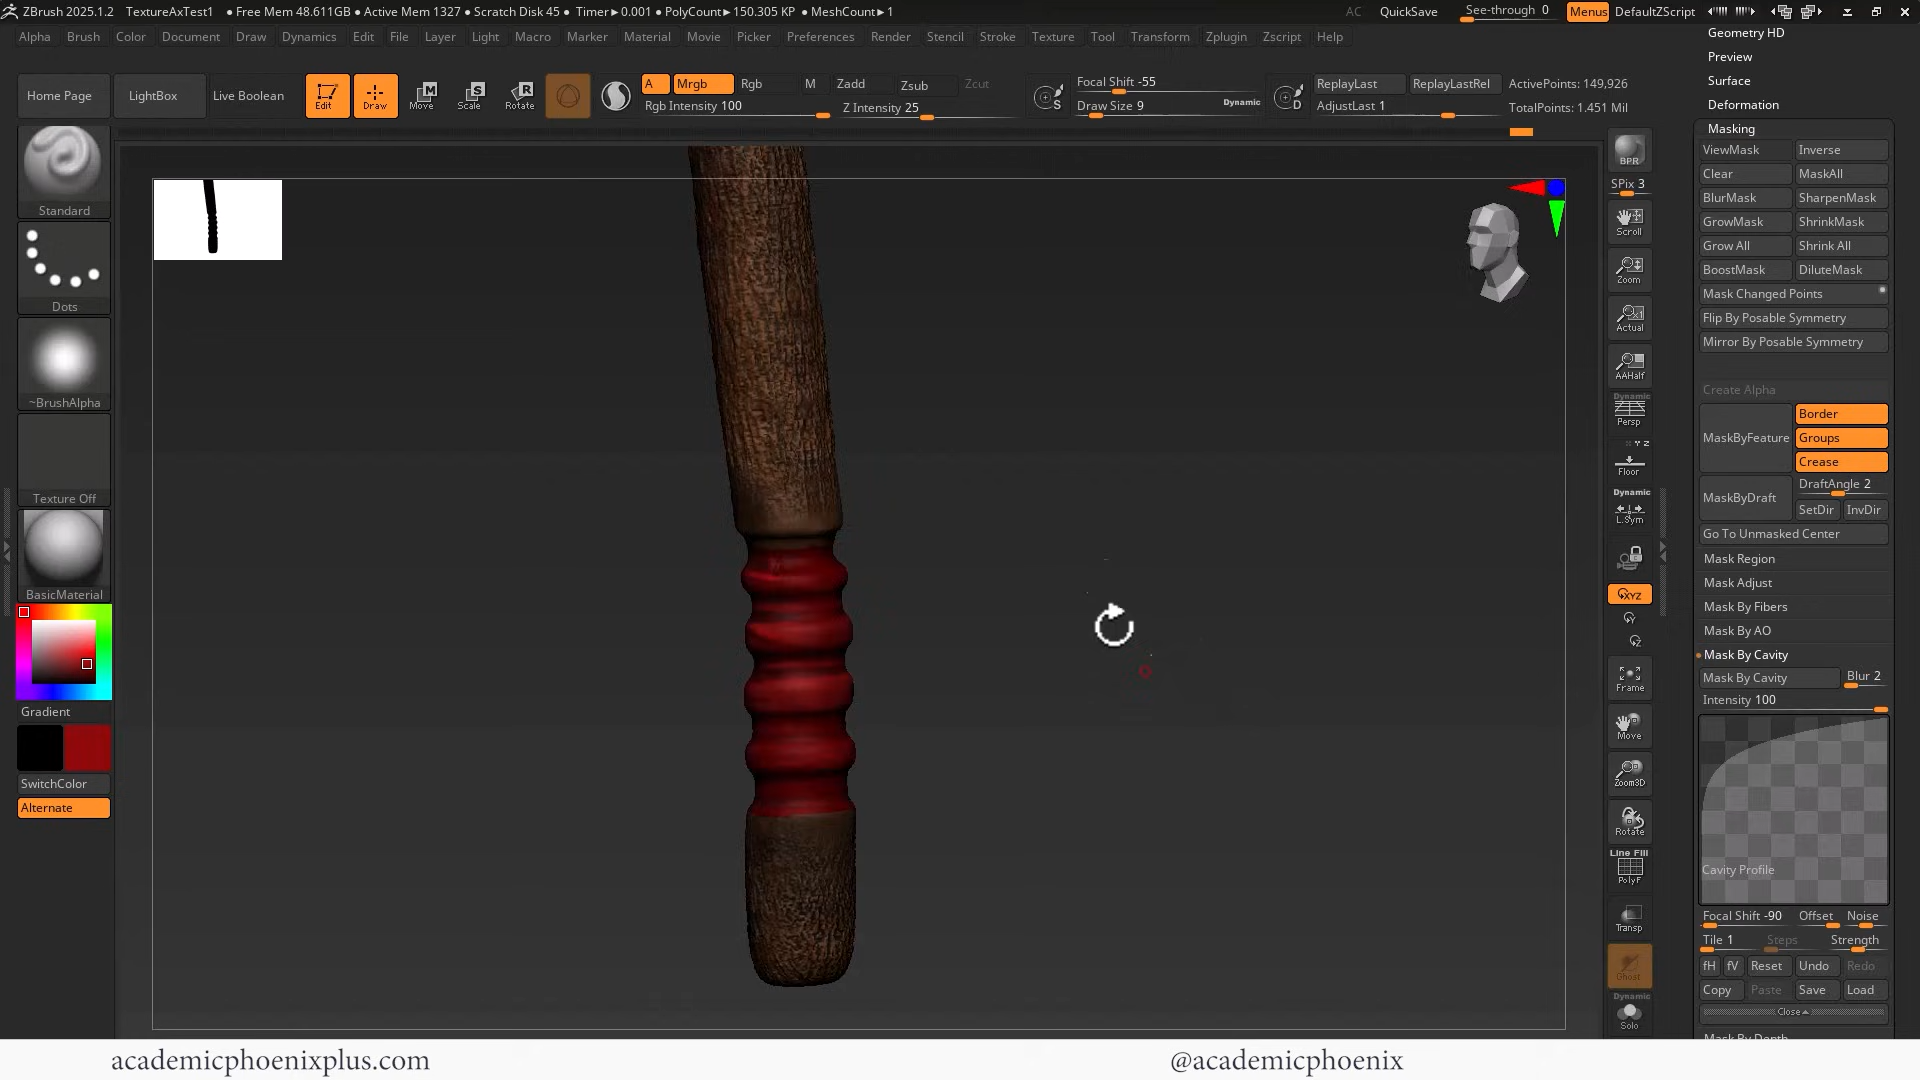 ZBrush 2025.1.2 TextureAxTest1 ● Free Mem 48.611GB ● Active Mem 1327 ● Scratch Disk 45 ● Timer►0.001 ● PolyCount►150.305 KP ● MeshCount►1 AC QuickSave See-through 0 Menus DefaultZScript
Alpha Brush Color Document Draw Dynamics Edit File Layer Light Macro Marker Material Movie Picker Preferences Render Stencil Stroke Texture Tool Transform Zplugin Zscript Help
Home Page LightBox Live Boolean Edit Draw Move Scale Rotate
A Mrgb Rgb M Zadd Zsub Zcut
Rgb Intensity 100 Z Intensity 25
S Focal Shift -55
Draw Size 9 Dynamic
D ReplayLast ReplayLastRel ActivePoints: 149,926
AdjustLast 1 TotalPoints: 1.451 Mil
Standard
Dots
~BrushAlpha
Texture Off
BasicMaterial
Gradient
SwitchColor
Alternate
BPR
SPix 3
Scroll
Zoom
Actual
AAHalf
Dynamic
Persp
Floor
Dynamic
L.Sym
XYZ
Frame
Move
Zoom3D
Rotate
Line Fill
PolyF
Transp
Ghost
Dynamic
Solo
Geometry HD
Preview
Surface
Deformation
Masking
ViewMask Inverse
Clear MaskAll
BlurMask SharpenMask
GrowMask ShrinkMask
Grow All Shrink All
BoostMask DiluteMask
Mask Changed Points
Flip By Posable Symmetry
Mirror By Posable Symmetry
Create Alpha
MaskByFeature Border
Groups
Crease
MaskByDraft DraftAngle 2
SetDir InvDir
Go To Unmasked Center
Mask Region
Mask Adjust
Mask By Fibers
Mask By AO
Mask By Cavity
Mask By Cavity Blur 2
Intensity 100
Cavity Profile
Focal Shift -90 Offset Noise
Tile 1 Steps Strength
fH fV Reset Undo Redo
Copy Paste Save Load
Close
Mask By Depth
academicphoenixplus.com @academicphoenix